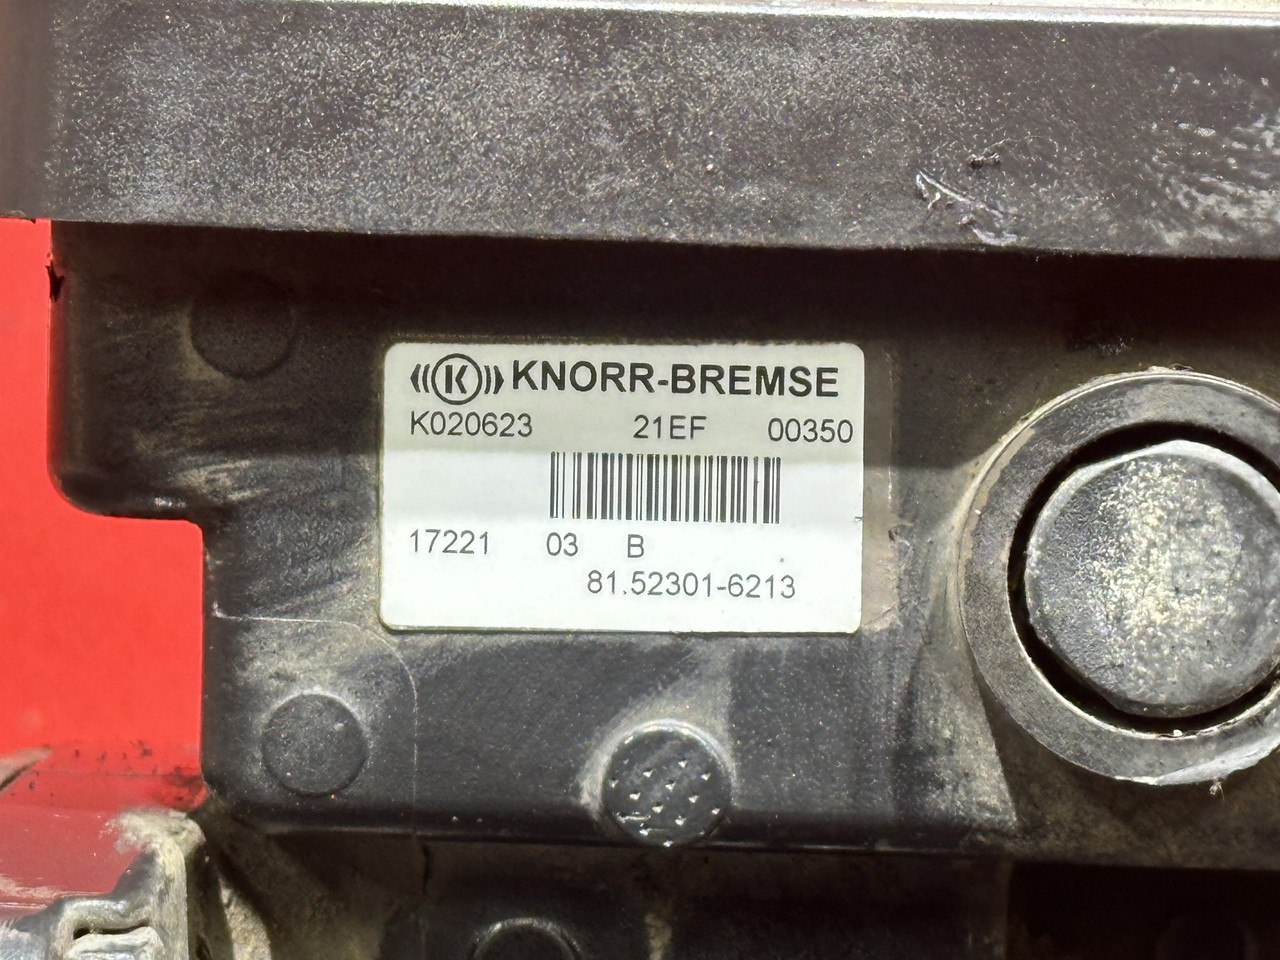 ((K)) KNORR-BREMSE
K020623 21EF 00350
17221 03 B
81.52301-6213